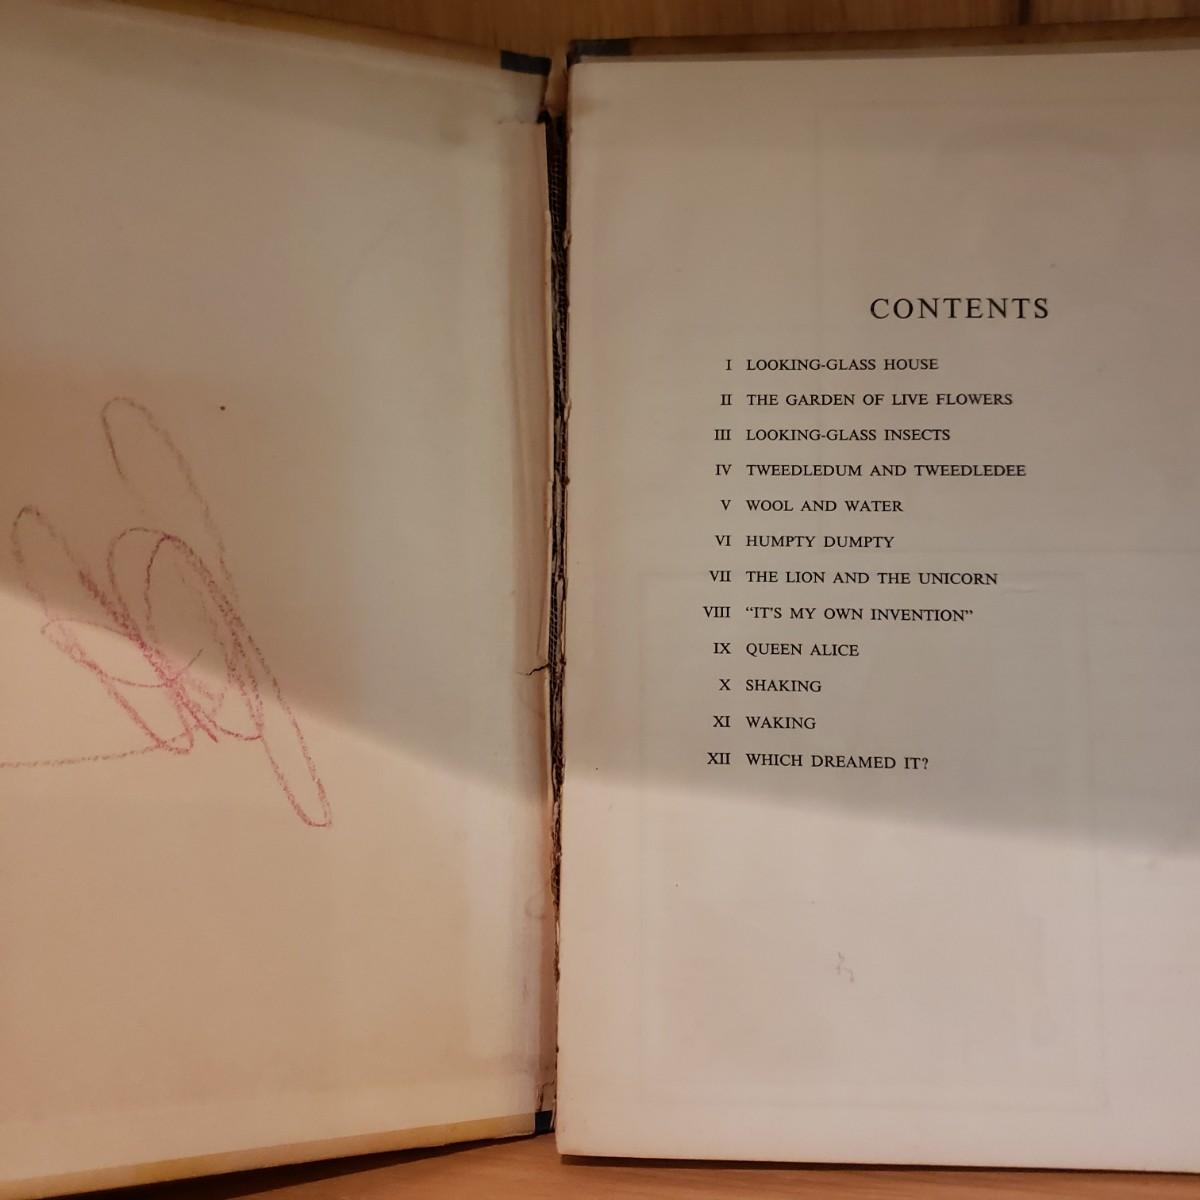 CONTENTS
I LOOKING-GLASS HOUSE
II THE GARDEN OF LIVE FLOWERS
III LOOKING-GLASS INSECTS
IV TWEEDLEDUM AND TWEEDLEDEE
V WOOL AND WATER
VI HUMPTY DUMPTY
VII THE LION AND THE UNICORN
VIII “IT’S MY OWN INVENTION”
IX QUEEN ALICE
X SHAKING
XI WAKING
XII WHICH DREAMED IT?